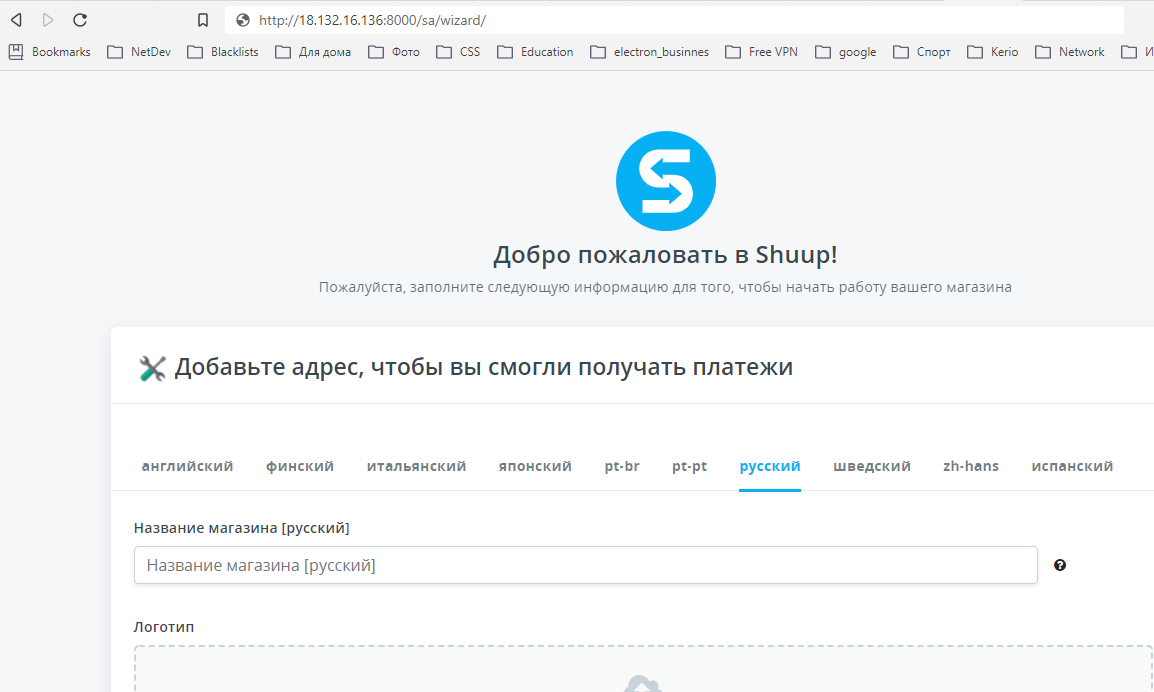 http://18.132.16.136:8000/sa/wizard/
Bookmarks NetDev Blacklists Для дома Фото CSS Education electron_businnes Free VPN google Спорт Kerio Network И
Добро пожаловать в Shuup!
Пожалуйста, заполните следующую информацию для того, чтобы начать работу вашего магазина
Добавьте адрес, чтобы вы смогли получать платежи
английский финский итальянский японский pt-br pt-pt русский шведский zh-hans испанский
Название магазина [русский]
Название магазина [русский]
Логотип